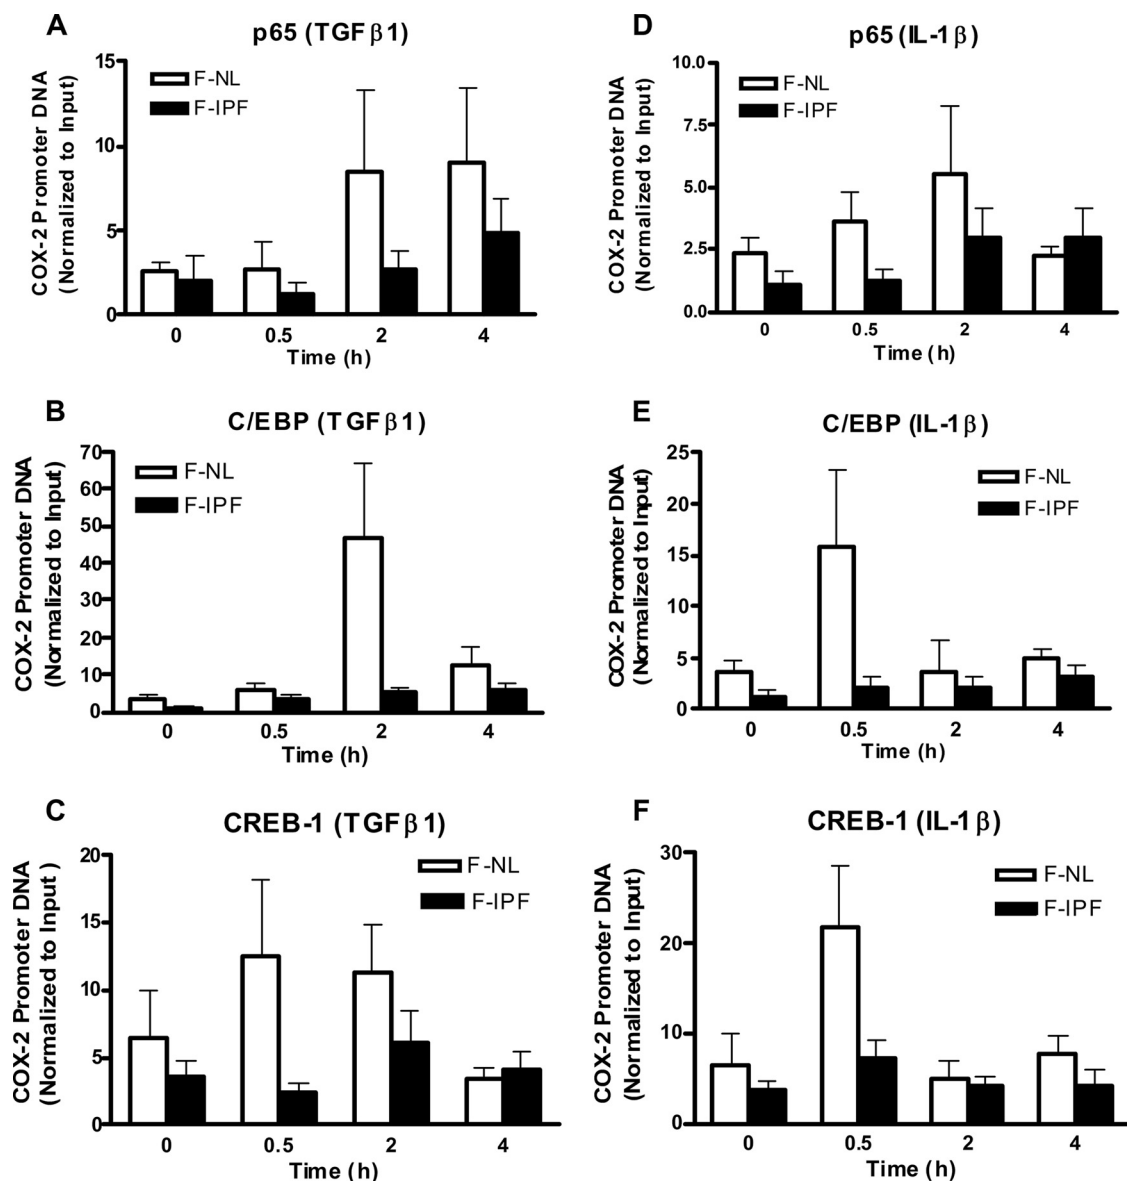 A
p65 (TGFβ1)
COX-2 Promoter DNA
(Normalized to Input)
15
10
5
0
F-NL
F-IPF
0 0.5 2 4
Time (h)
D
p65 (IL-1β)
COX-2 Promoter DNA
(Normalized to Input)
10.0
7.5
5.0
2.5
0.0
F-NL
F-IPF
0 0.5 2 4
Time (h)
B
C/EBP (TGFβ1)
COX-2 Promoter DNA
(Normalized to Input)
70
60
50
40
30
20
10
0
F-NL
F-IPF
0 0.5 2 4
Time (h)
E
C/EBP (IL-1β)
COX-2 Promoter DNA
(Normalized to Input)
25
20
15
10
5
0
F-NL
F-IPF
0 0.5 2 4
Time (h)
C
CREB-1 (TGFβ1)
COX-2 Promoter DNA
(Normalized to Input)
20
15
10
5
0
F-NL
F-IPF
0 0.5 2 4
Time (h)
F
CREB-1 (IL-1β)
COX-2 Promoter DNA
(Normalized to Input)
30
20
10
0
F-NL
F-IPF
0 0.5 2 4
Time (h)